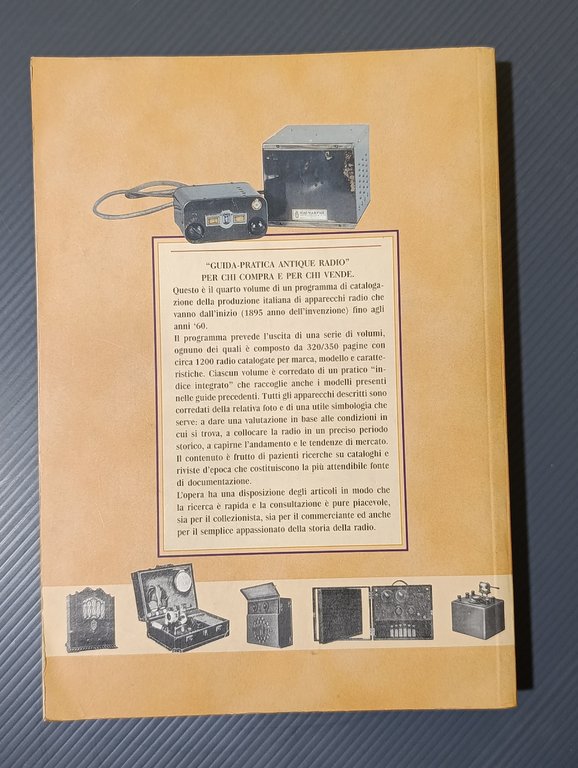 "GUIDA-PRATICA ANTIQUE RADIO"
PER CHI COMPRA E PER CHI VENDE.
Questo è il quarto volume di un programma di cataloga-
zione della produzione italiana di apparecchi radio che
vanno dall'inizio (1895 anno dell'invenzione) fino agli
anni '60.
Il programma prevede l'uscita di una serie di volumi,
ognuno dei quali è composto da 320/350 pagine con
circa 1200 radio catalogate per marca, modello e caratte-
ristiche. Ciascun volume è corredato di un pratico "in-
dice integrato" che raccoglie anche i modelli presenti
nelle guide precedenti. Tutti gli apparecchi descritti sono
corredati della relativa foto e di una utile simbologia che
serve: a dare una valutazione in base alle condizioni in
cui si trova, a collocare la radio in un preciso periodo
storico, a capirne l'andamento e le tendenze di mercato.
Il contenuto è frutto di pazienti ricerche su cataloghi e
riviste d'epoca che costituiscono la più attendibile fonte
di documentazione.
L'opera ha una disposizione degli articoli in modo che
la ricerca è rapida e la consultazione è pure piacevole,
sia per il collezionista, sia per il commerciante ed anche
per il semplice appassionato della storia della radio.